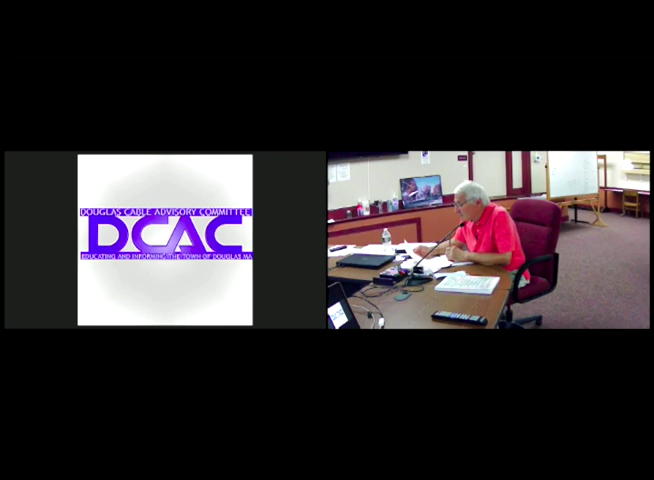 DOUGLAS CABLE ADVISORY COMMITTEE
DCAC
EDUCATING AND INFORMING THE TOWN OF DOUGLAS MA